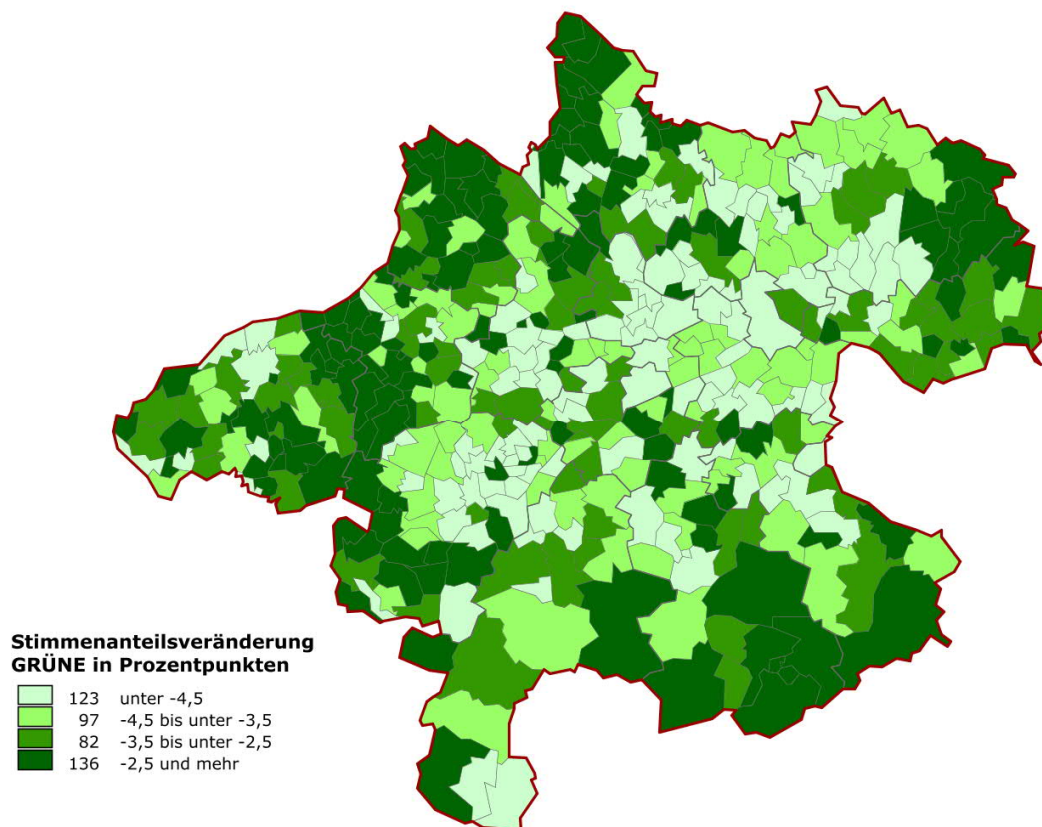 Stimmenanteilsveränderung
GRÜNE in Prozentpunkten
123 unter -4,5
97 -4,5 bis unter -3,5
82 -3,5 bis unter -2,5
136 -2,5 und mehr